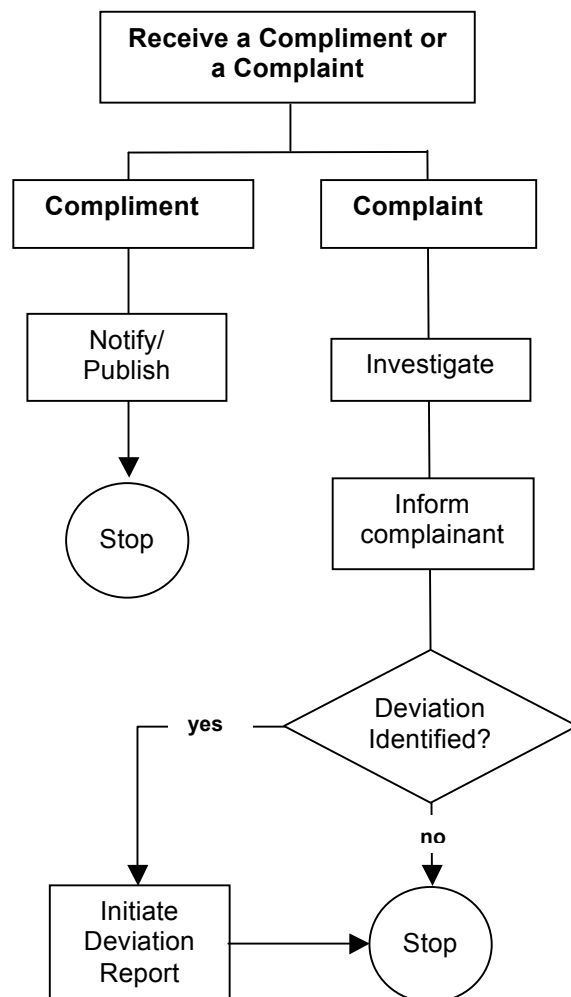 Receive a Compliment or
a Complaint
Compliment
Complaint
Notify/
Publish
Investigate
Stop
Inform
complainant
Deviation
Identified?
yes
no
Initiate
Deviation
Report
Stop